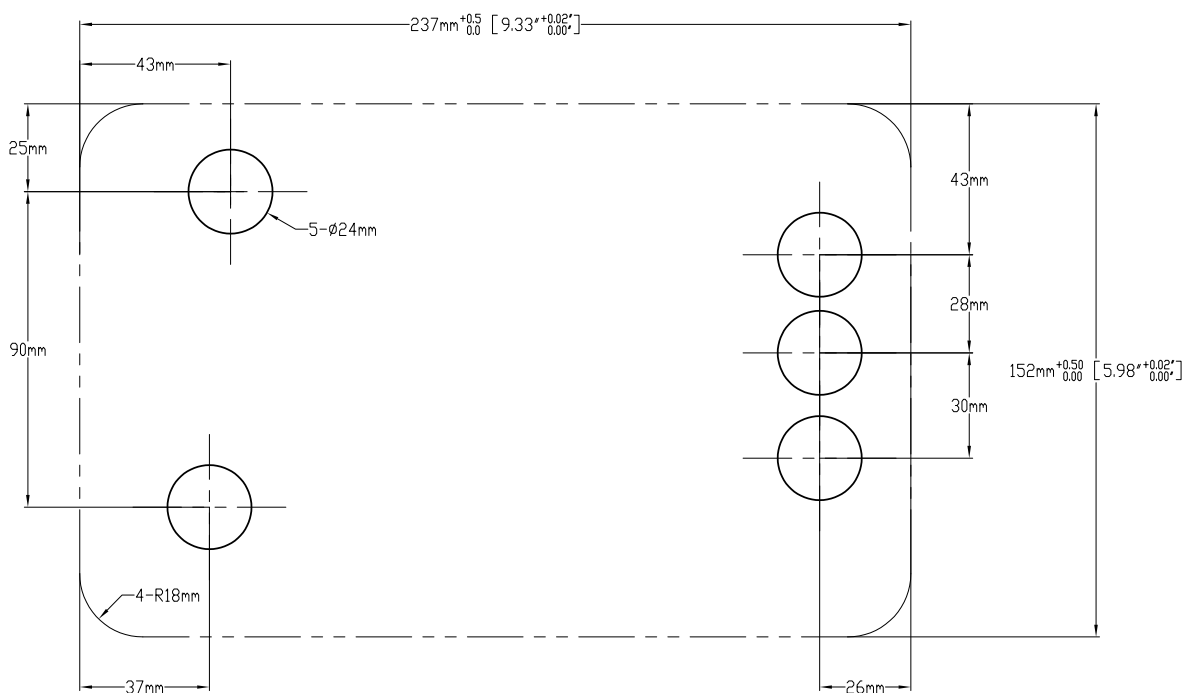 237mm +0.5 0.0 [9.33" +0.02" 0.00"]
43mm
25mm
43mm
5-Ø24mm
28mm
90mm
152mm +0.50 0.00 [5.98" +0.02" 0.00"]
30mm
4-R18mm
37mm
26mm